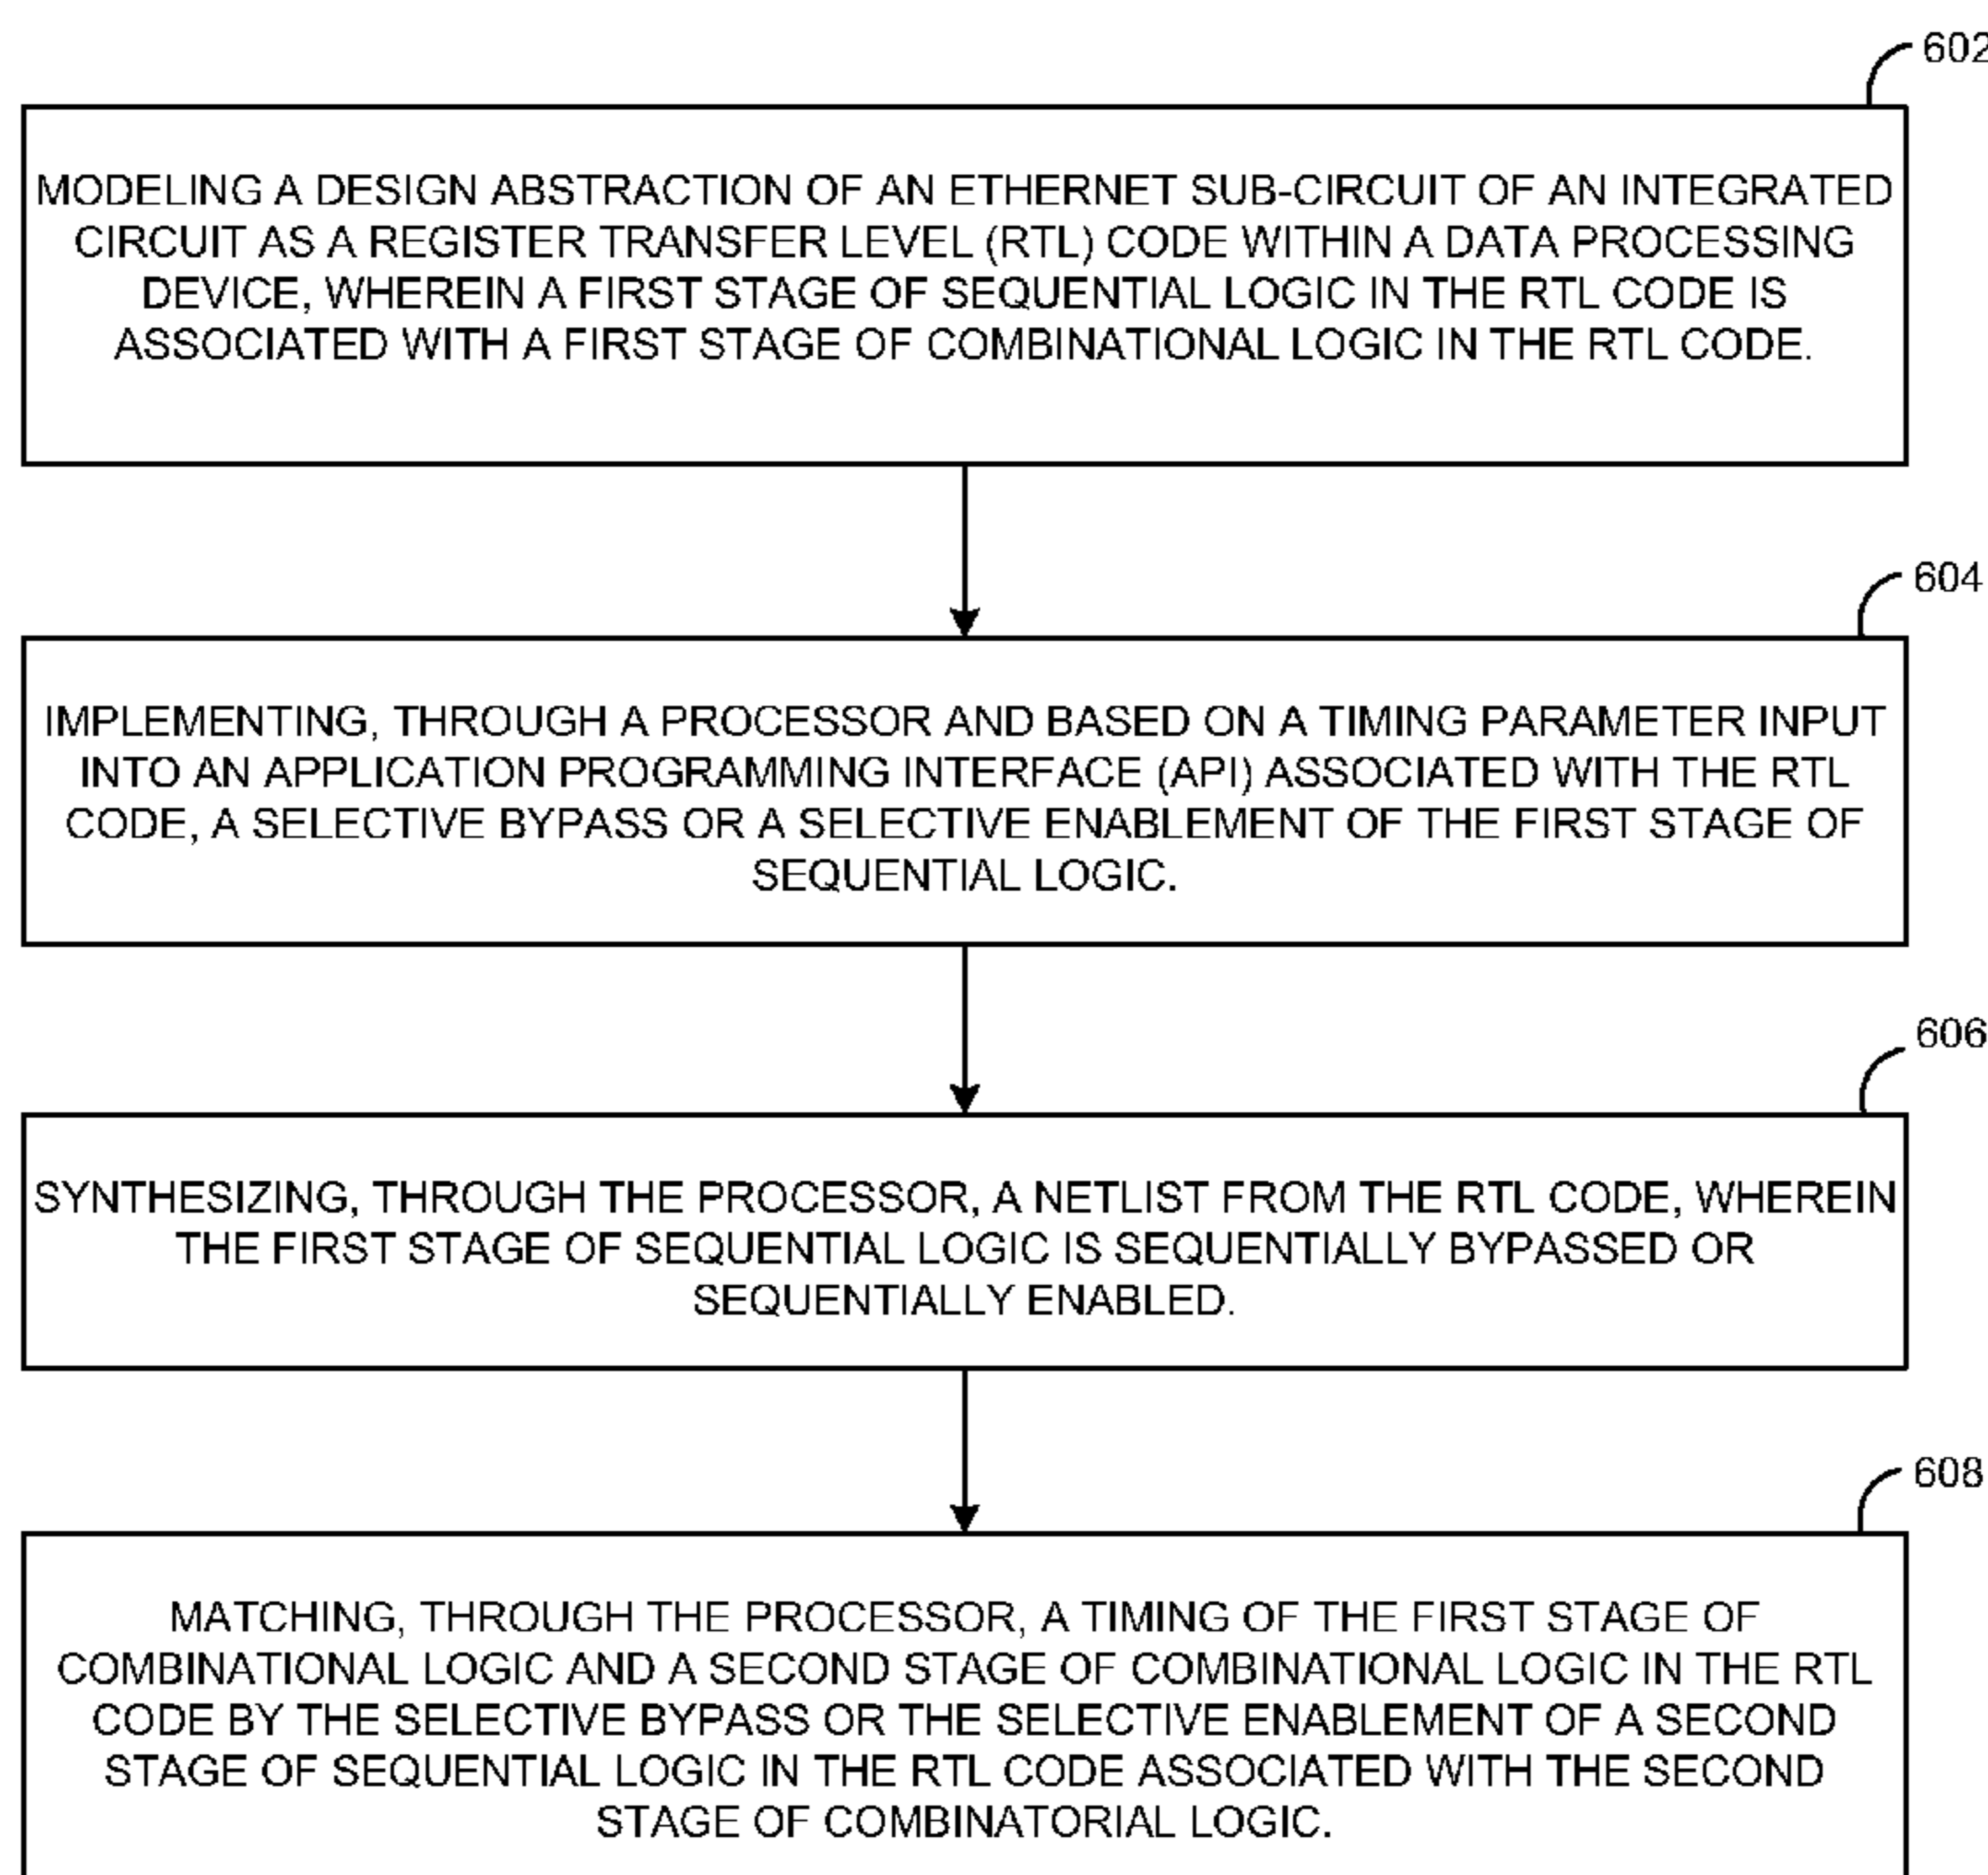 602
MODELING A DESIGN ABSTRACTION OF AN ETHERNET SUB-CIRCUIT OF AN INTEGRATED
CIRCUIT AS A REGISTER TRANSFER LEVEL (RTL) CODE WITHIN A DATA PROCESSING
DEVICE, WHEREIN A FIRST STAGE OF SEQUENTIAL LOGIC IN THE RTL CODE IS
ASSOCIATED WITH A FIRST STAGE OF COMBINATIONAL LOGIC IN THE RTL CODE.
604
IMPLEMENTING, THROUGH A PROCESSOR AND BASED ON A TIMING PARAMETER INPUT
INTO AN APPLICATION PROGRAMMING INTERFACE (API) ASSOCIATED WITH THE RTL
CODE, A SELECTIVE BYPASS OR A SELECTIVE ENABLEMENT OF THE FIRST STAGE OF
SEQUENTIAL LOGIC.
606
SYNTHESIZING, THROUGH THE PROCESSOR, A NETLIST FROM THE RTL CODE, WHEREIN
THE FIRST STAGE OF SEQUENTIAL LOGIC IS SEQUENTIALLY BYPASSED OR
SEQUENTIALLY ENABLED.
608
MATCHING, THROUGH THE PROCESSOR, A TIMING OF THE FIRST STAGE OF
COMBINATIONAL LOGIC AND A SECOND STAGE OF COMBINATIONAL LOGIC IN THE RTL
CODE BY THE SELECTIVE BYPASS OR THE SELECTIVE ENABLEMENT OF A SECOND
STAGE OF SEQUENTIAL LOGIC IN THE RTL CODE ASSOCIATED WITH THE SECOND
STAGE OF COMBINATORIAL LOGIC.